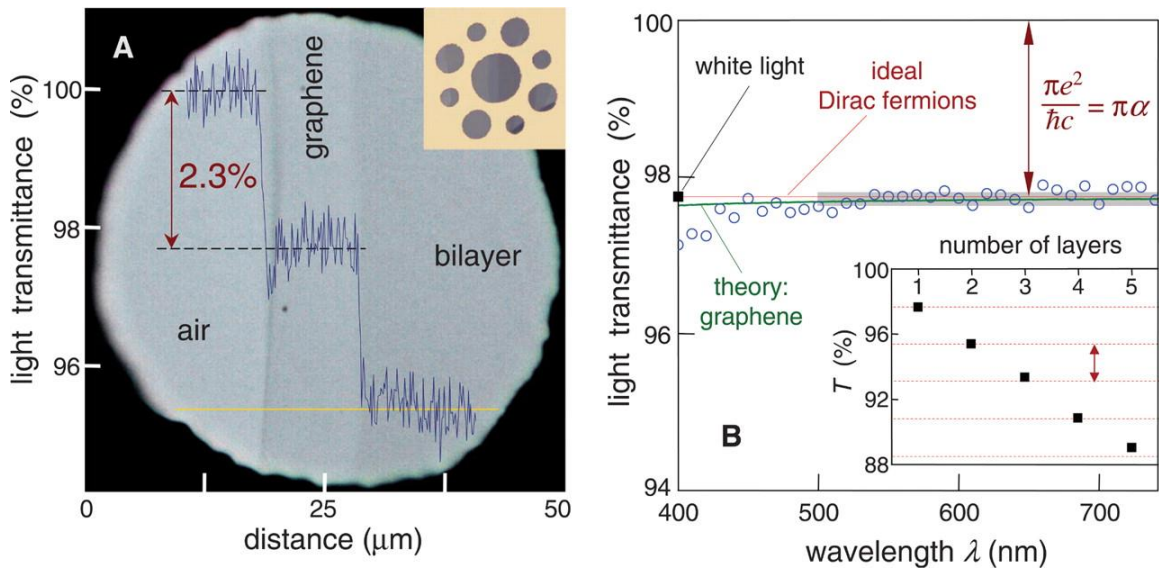 A
light transmittance (%)
100
98
96
2.3%
graphene
air
bilayer
0
25
50
distance (μm)
B
light transmittance (%)
100
98
96
94
white light
ideal
Dirac fermions
πe²/ħc = πα
theory:
graphene
number of layers
1 2 3 4 5
100
96
92
88
T (%)
400 500 600 700
wavelength λ (nm)